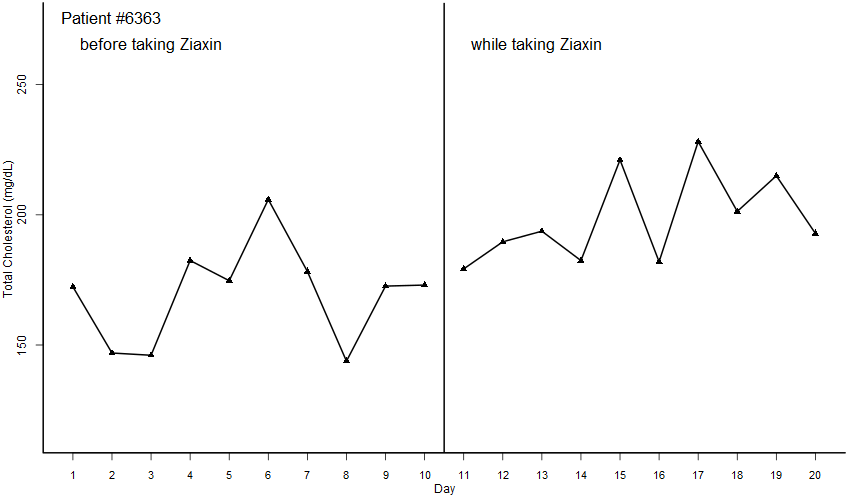 Patient #6363
before taking Ziaxin
while taking Ziaxin
250
200
150
Total Cholesterol (mg/dL)
1 2 3 4 5 6 7 8 9 10 11 12 13 14 15 16 17 18 19 20
Day